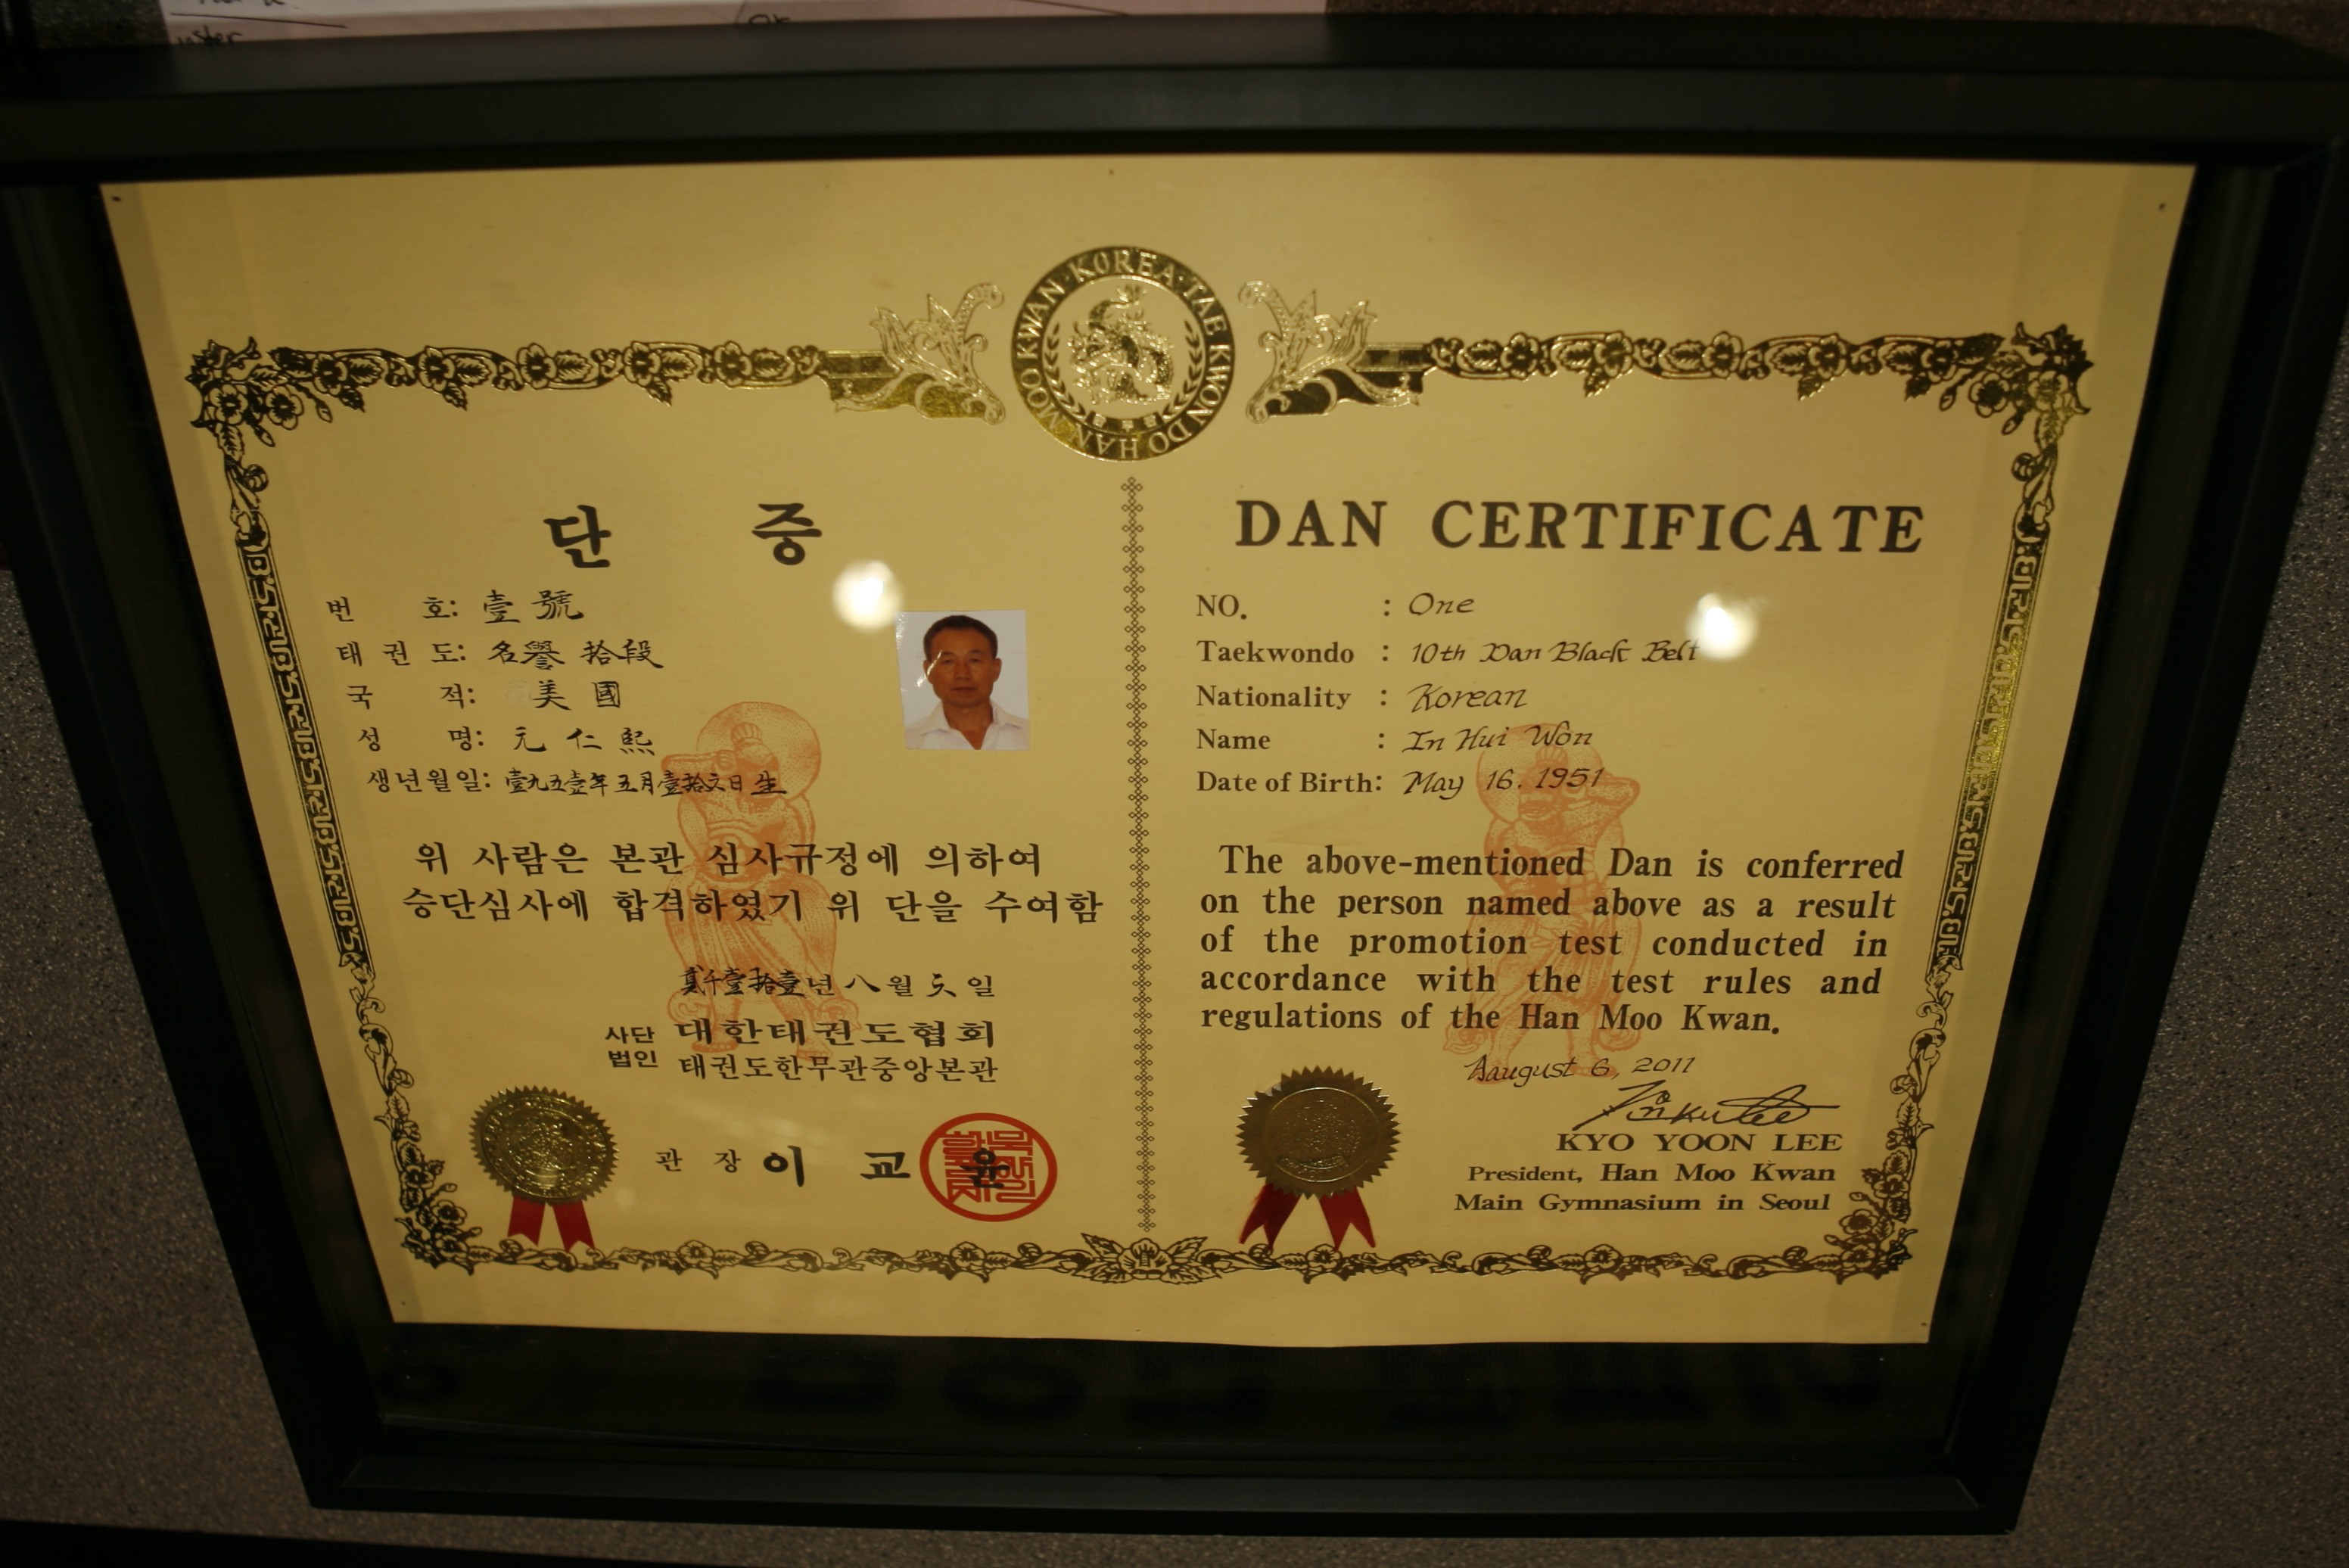 KOREA·TAE KWON DO HAN MOO KWAN·
단 증
번 호: 壹號
태 권 도: 名譽 拾段
국 적: 美國
성 명: 元仁熙
생년월일: 壹九五壹年五月壹拾六日生
위 사람은 본관 심사규정에 의하여
승단심사에 합격하였기 위 단을 수여함
貳千壹拾壹년 八 월 六 일
사단법인 대한태권도협회
태권도한무관중앙본관
관 장 이 교 윤
DAN CERTIFICATE
NO. : One
Taekwondo : 10th Dan Black Belt
Nationality : Korean
Name : In Hui Won
Date of Birth: May 16. 1951
The above-mentioned Dan is conferred
on the person named above as a result
of the promotion test conducted in
accordance with the test rules and
regulations of the Han Moo Kwan.
Aaugust 6, 2011
KYO YOON LEE
President, Han Moo Kwan
Main Gymnasium in Seoul